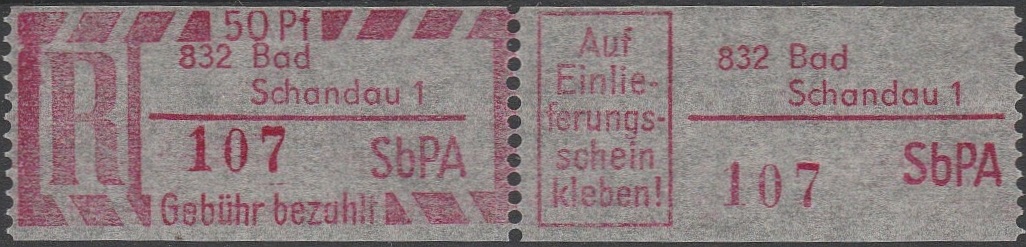 50 Pf
R
832 Bad
Schandau 1
107
SbPA
Gebühr bezahlt
Auf
Einlie-
ferungs-
schein
kleben!
832 Bad
Schandau 1
107
SbPA